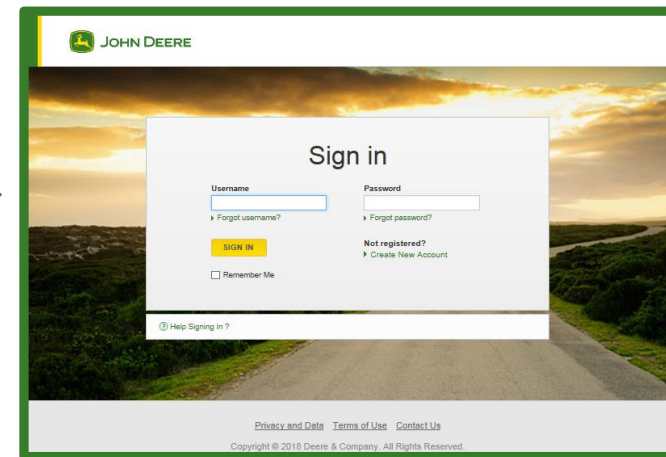 JOHN DEERE
Sign in
Username Password
Forgot username? Forgot password?
SIGN IN Not registered?
Create New Account
Remember Me
Help Signing In ?
Privacy and Data Terms of Use Contact Us
Copyright © 2018 Deere & Company. All Rights Reserved.